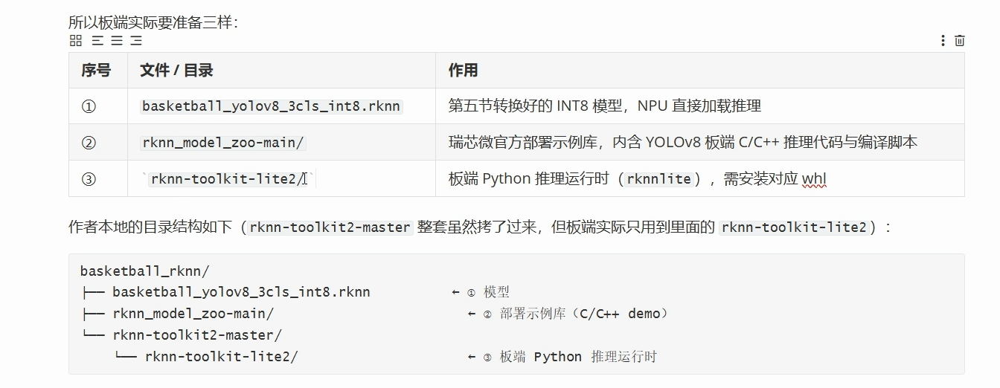 所以板端实际要准备三样：
序号 文件 / 目录 作用
① basketball_yolov8_3cls_int8.rknn 第五节转换好的 INT8 模型，NPU 直接加载推理
② rknn_model_zoo-main/ 瑞芯微官方部署示例库，内含 YOLOv8 板端 C/C++ 推理代码与编译脚本
③ `rknn-toolkit-lite2/` 板端 Python 推理运行时（rknnlite），需安装对应 whl
作者本地的目录结构如下（rknn-toolkit2-master 整套虽然拷了过来，但板端实际只用到里面的 rknn-toolkit-lite2）：
basketball_rknn/
├── basketball_yolov8_3cls_int8.rknn ← ① 模型
├── rknn_model_zoo-main/ ← ② 部署示例库（C/C++ demo）
└── rknn-toolkit2-master/
└── rknn-toolkit-lite2/ ← ③ 板端 Python 推理运行时